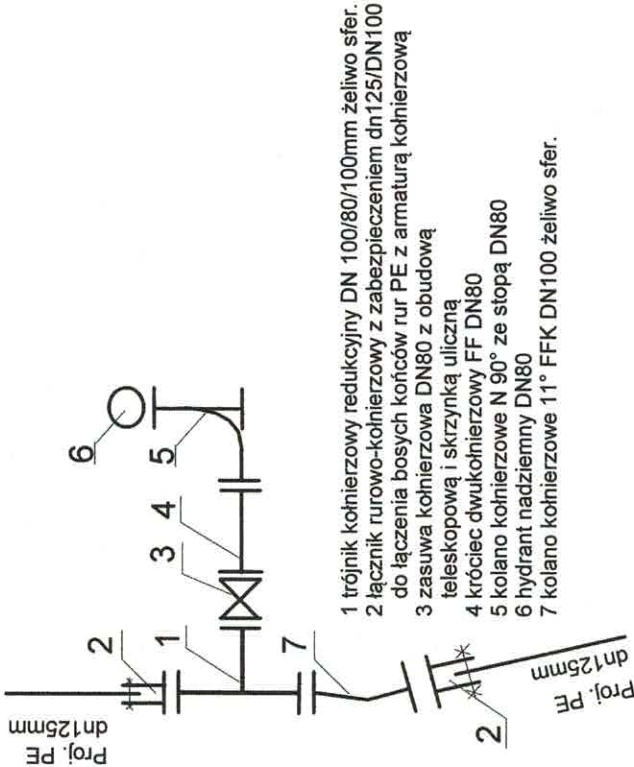 Proj. PE
dn125mm
2
1
3
4
5
6
7
2
Proj. PE
dn125mm
1 trójnik kołnierzowy redukcyjny DN 100/80/100mm żeliwo sfer.
2 łącznik rurowo-kołnierzowy z zabezpieczeniem dn125/DN100
do łączenia bosych końców rur PE z armaturą kołnierzową
3 zasuwa kołnierzowa DN80 z obudową
teleskopową i skrzynką uliczną
4 króciec dwukołnierzowy FF DN80
5 kolano kołnierzowe N 90° ze stopą DN80
6 hydrant nadziemny DN80
7 kolano kołnierzowe 11° FFK DN100 żeliwo sfer.